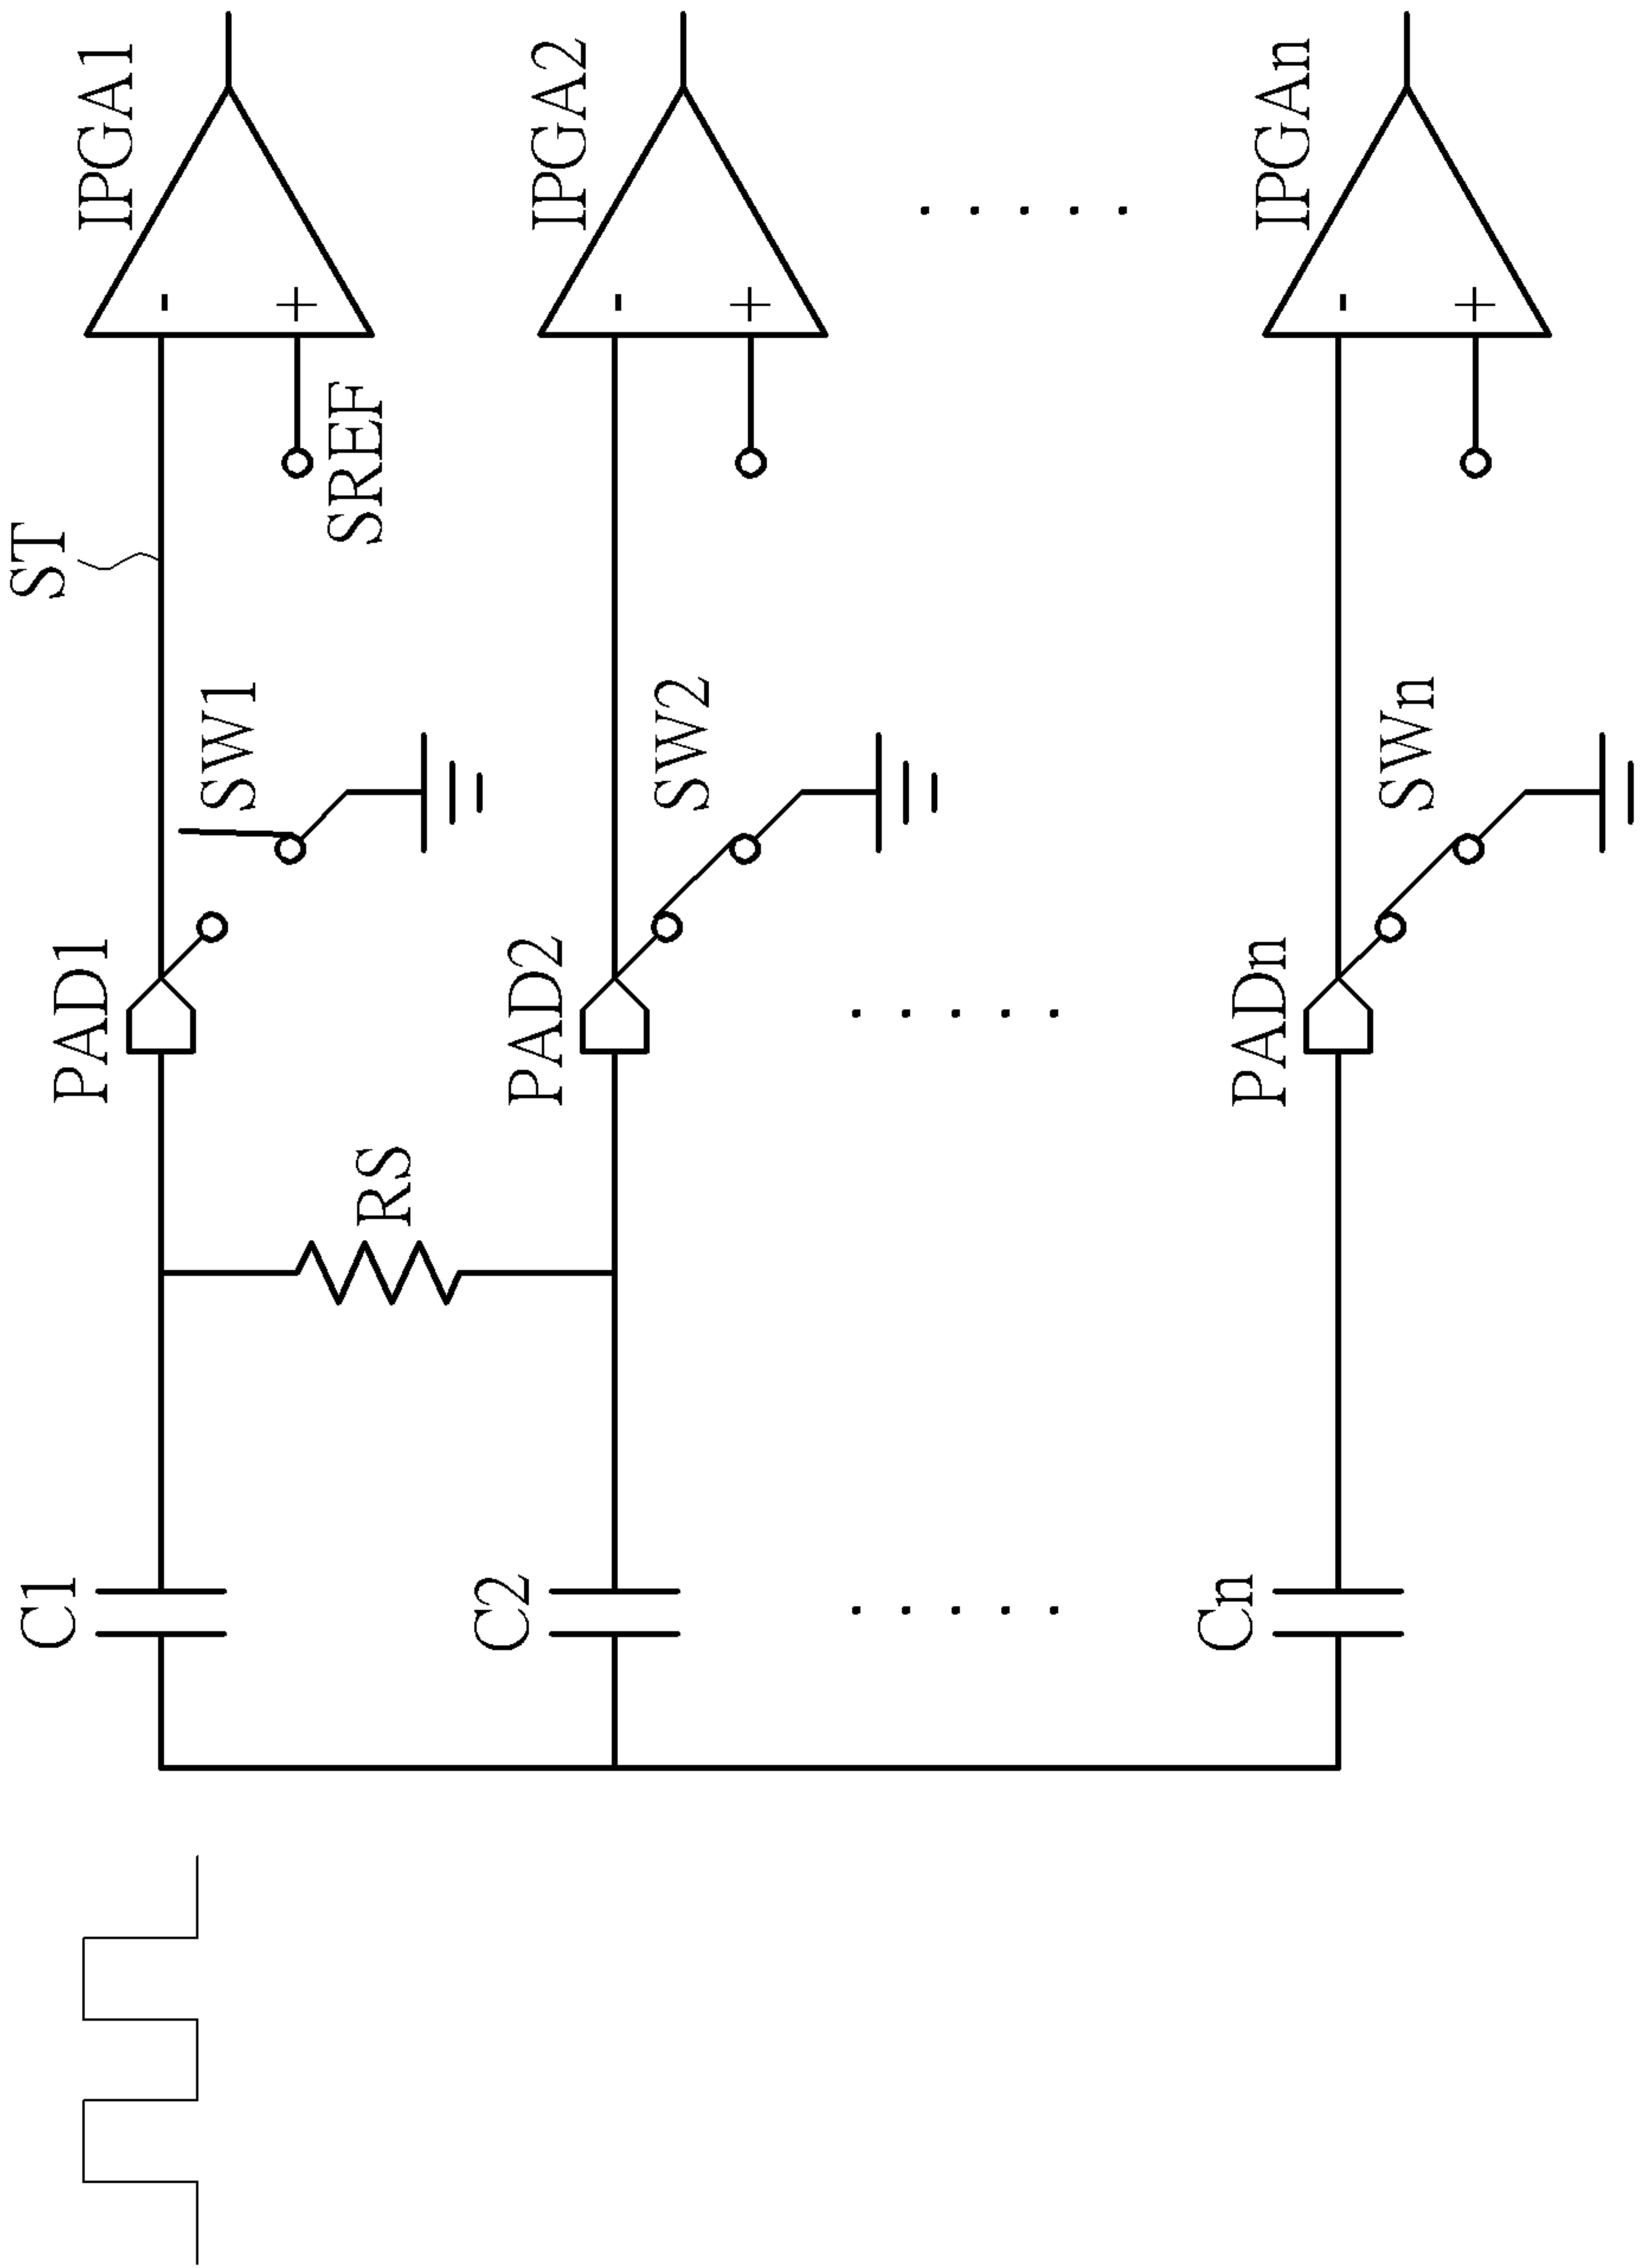 C1
PAD1
SW1
ST
IPGA1
-
+
SREF
RS
C2
PAD2
SW2
IPGA2
-
+
Cn
PADn
SWn
IPGAn
-
+